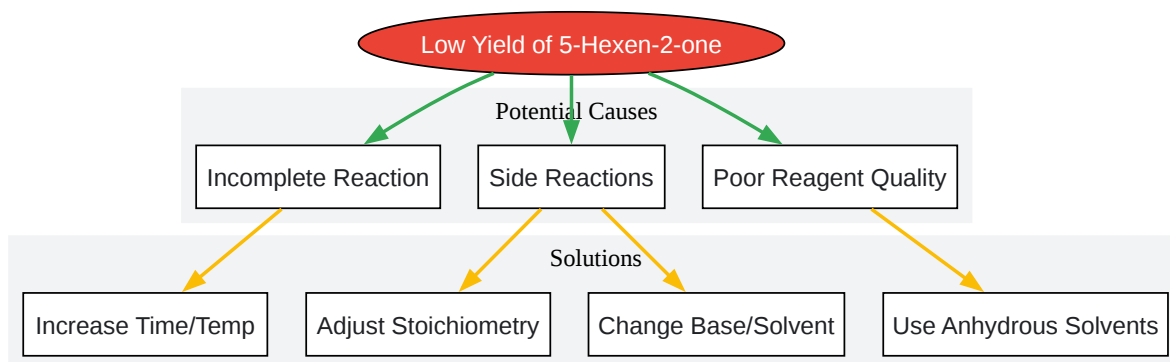 Low Yield of 5-Hexen-2-one
Potential Causes
Incomplete Reaction
Side Reactions
Poor Reagent Quality
Solutions
Increase Time/Temp
Adjust Stoichiometry
Change Base/Solvent
Use Anhydrous Solvents